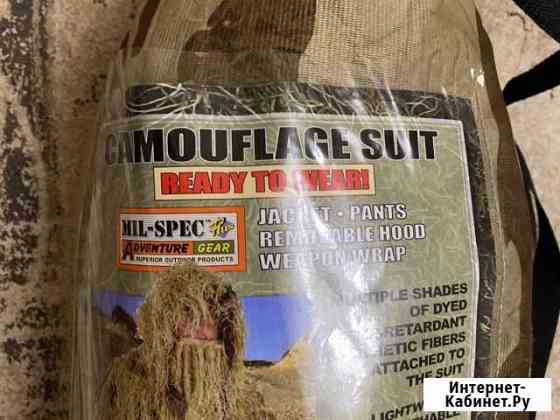 CAMOUFLAGE SUIT
READY TO WEAR!
MIL-SPEC Plus
ADVENTURE GEAR
SUPERIOR OUTDOOR PRODUCTS
JACKET • PANTS
REMOVABLE HOOD
WEAPON WRAP
MULTIPLE SHADES
OF DYED
RETARDANT
FIBERS
ATTACHED TO
THE SUIT
Интернет-
Кабинет.Ру